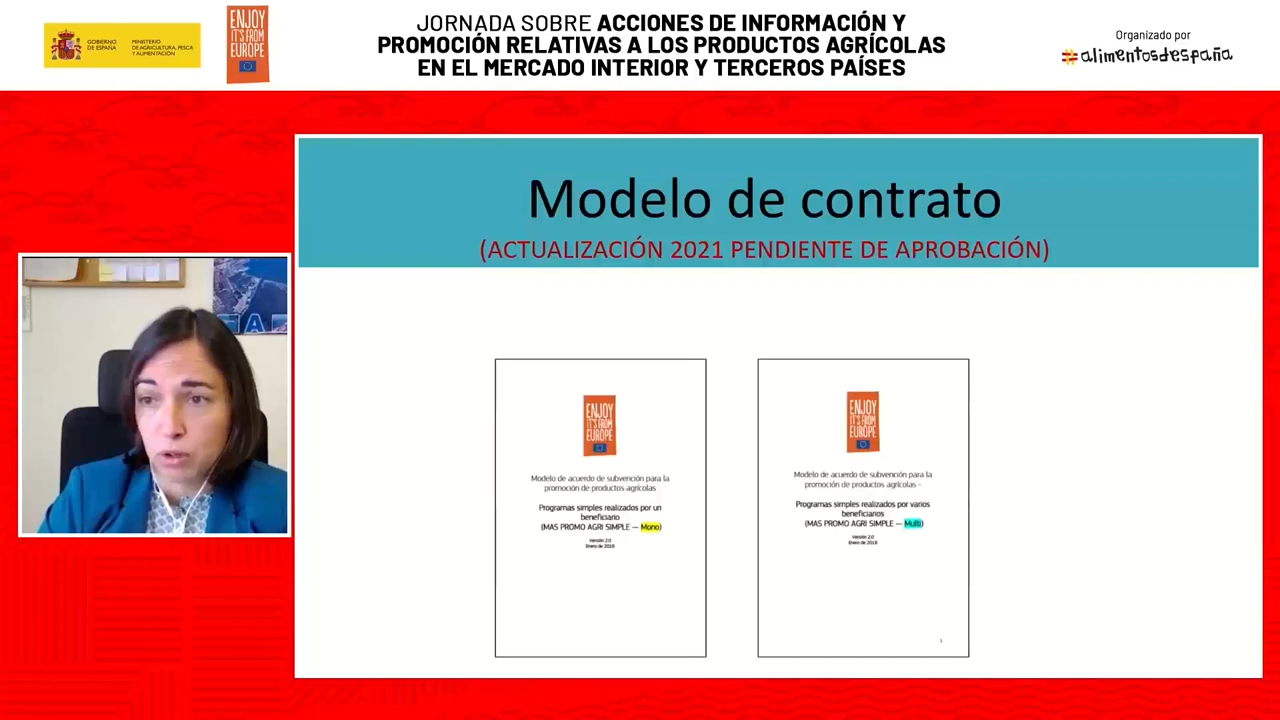 GOBIERNO
DE ESPAÑA
MINISTERIO
DE AGRICULTURA, PESCA
Y ALIMENTACIÓN
ENJOY
IT'S FROM
EUROPE
JORNADA SOBRE ACCIONES DE INFORMACIÓN Y
PROMOCIÓN RELATIVAS A LOS PRODUCTOS AGRÍCOLAS
EN EL MERCADO INTERIOR Y TERCEROS PAÍSES
Organizado por
#alimentosdespaña
Modelo de contrato
(ACTUALIZACIÓN 2021 PENDIENTE DE APROBACIÓN)
A
ENJOY
IT'S FROM
EUROPE
Modelo de acuerdo de subvención para la
promoción de productos agrícolas
Programas simples realizados por un
beneficiario
(MAS PROMO AGRI SIMPLE — Mono)
Versión 2.0
Enero de 2018
ENJOY
IT'S FROM
EUROPE
Modelo de acuerdo de subvención para la
promoción de productos agrícolas -
Programas simples realizados por varios
beneficiarios
(MAS PROMO AGRI SIMPLE — Multi)
Versión 2.0
Enero de 2018